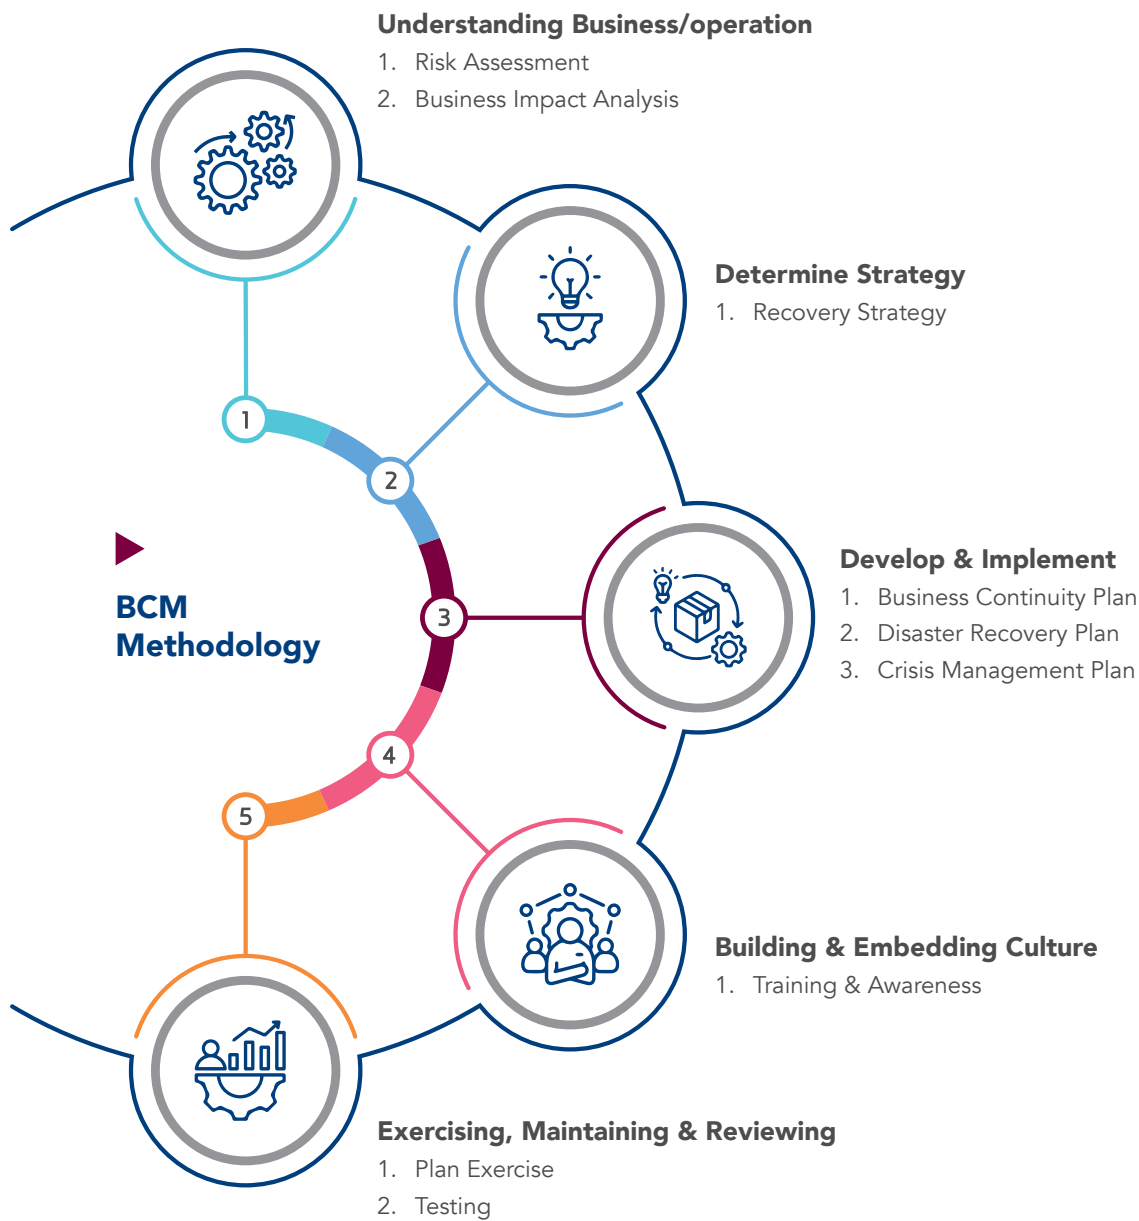 Understanding Business/operation
1. Risk Assessment
2. Business Impact Analysis
Determine Strategy
1. Recovery Strategy
1
2
Develop & Implement
1. Business Continuity Plan
2. Disaster Recovery Plan
3. Crisis Management Plan
BCM
Methodology
3
4
5
Building & Embedding Culture
1. Training & Awareness
Exercising, Maintaining & Reviewing
1. Plan Exercise
2. Testing